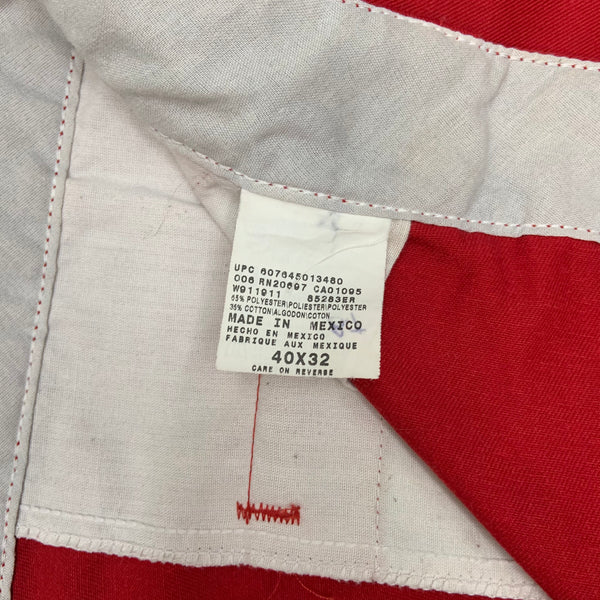 UPC 607645013480
006 RN20697 CA01095
W911911 85283ER
65% POLYESTER\POLIESTER\POLYESTER
35% COTTON\ALGODON\COTON
MADE IN MEXICO
HECHO EN MEXICO
FABRIQUE AUX MEXIQUE
40X32
CARE ON REVERSE